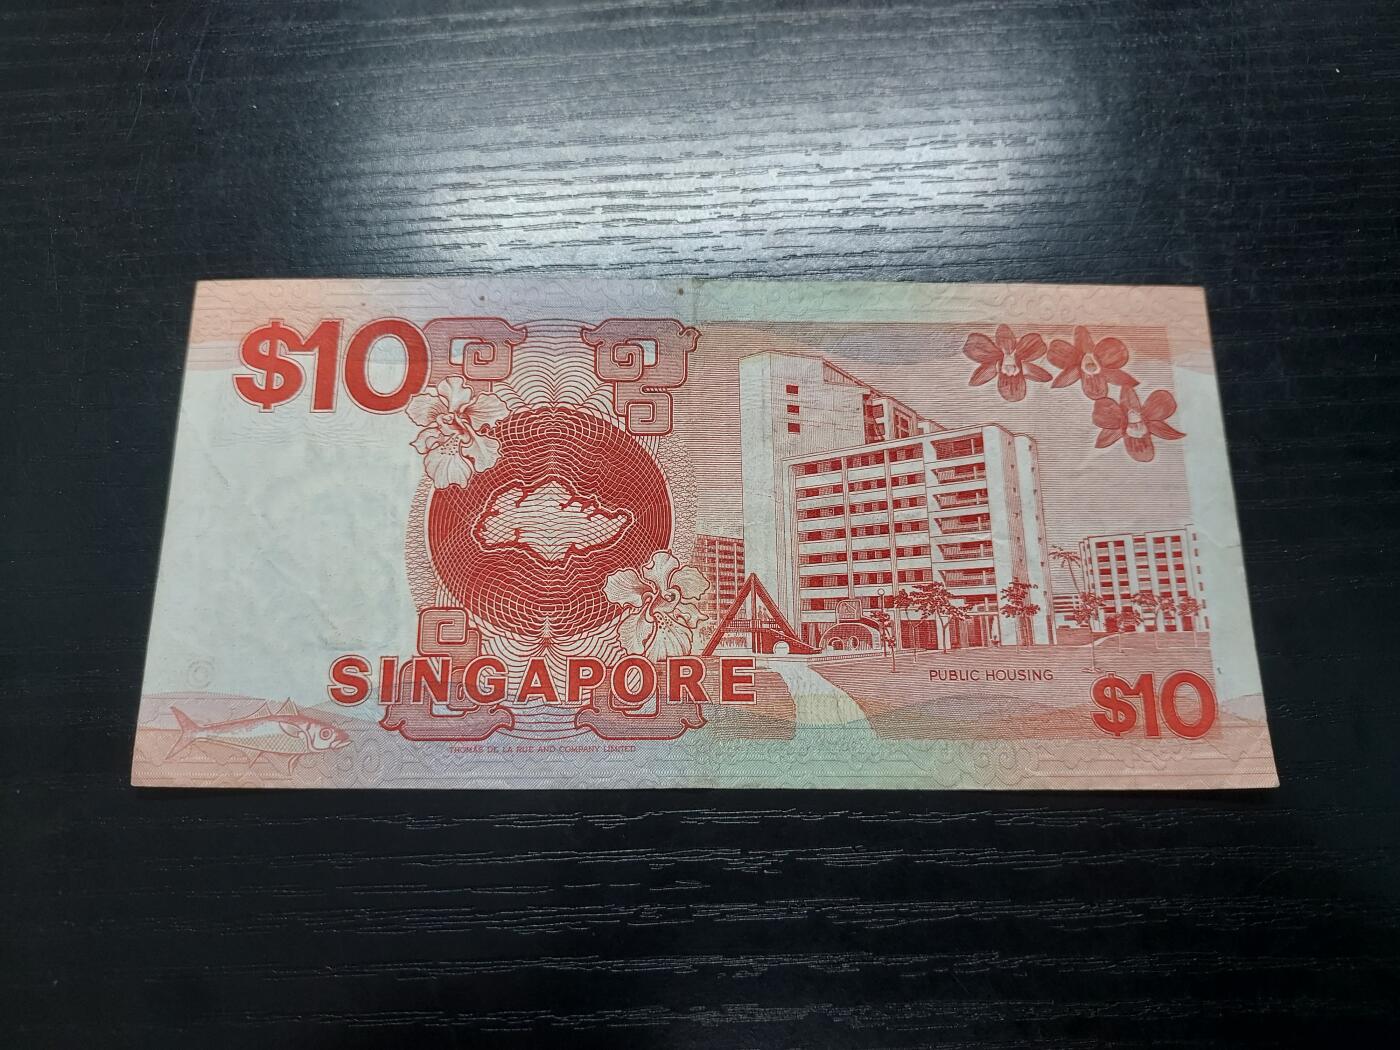 $10
SINGAPORE
PUBLIC HOUSING
$10
THOMAS DE LA RUE AND COMPANY LIMITED